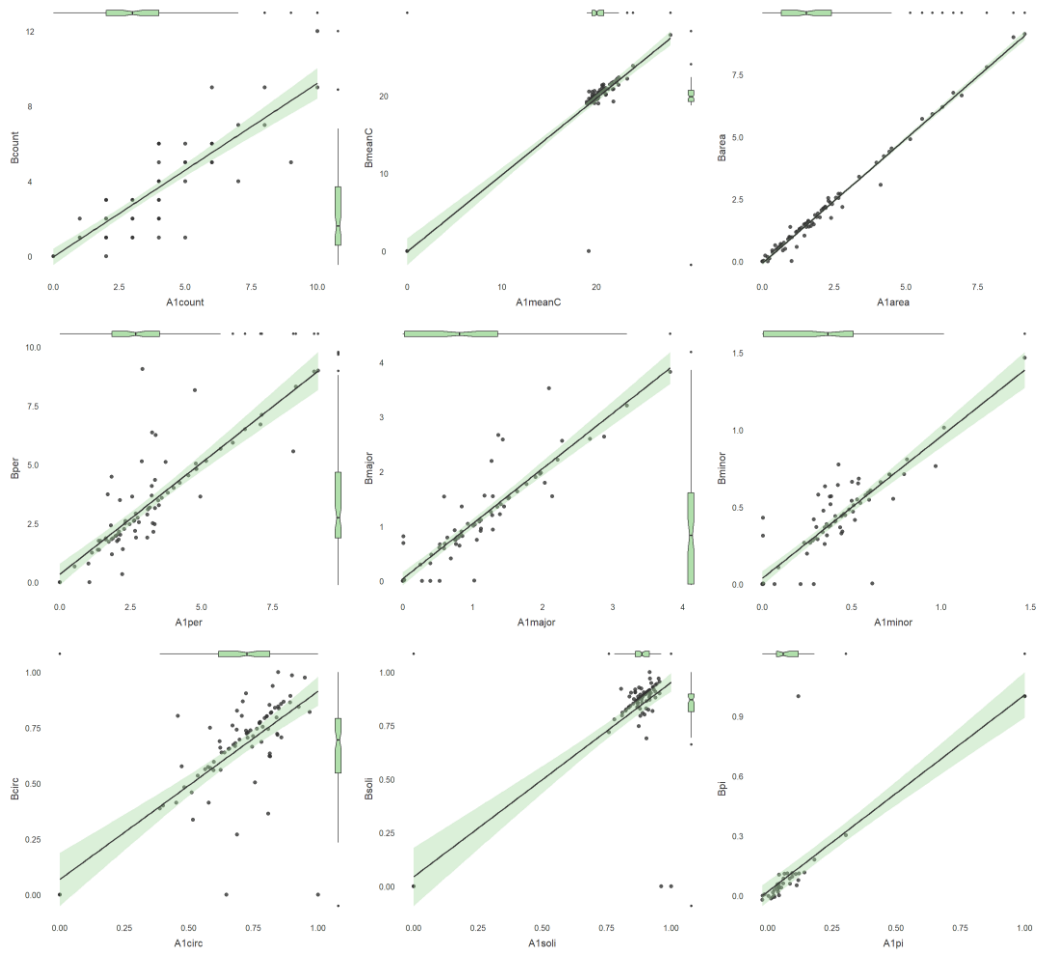 12
8
4
0
Bcount
0.0 2.5 5.0 7.5 10.0
A1count
20
10
0
BmeanC
0 10 20
A1meanC
7.5
5.0
2.5
0.0
Barea
0.0 2.5 5.0 7.5
A1area
10.0
7.5
5.0
2.5
0.0
Bper
0.0 2.5 5.0 7.5
A1per
4
3
2
1
0
Bmajor
0 1 2 3 4
A1major
1.5
1.0
0.5
0.0
Bminor
0.0 0.5 1.0 1.5
A1minor
1.00
0.75
0.50
0.25
0.00
Bcirc
0.00 0.25 0.50 0.75 1.00
A1circ
1.00
0.75
0.50
0.25
0.00
Bsoli
0.00 0.25 0.50 0.75 1.00
A1soli
0.9
0.6
0.3
0.0
Bpi
0.00 0.25 0.50 0.75 1.00
A1pi